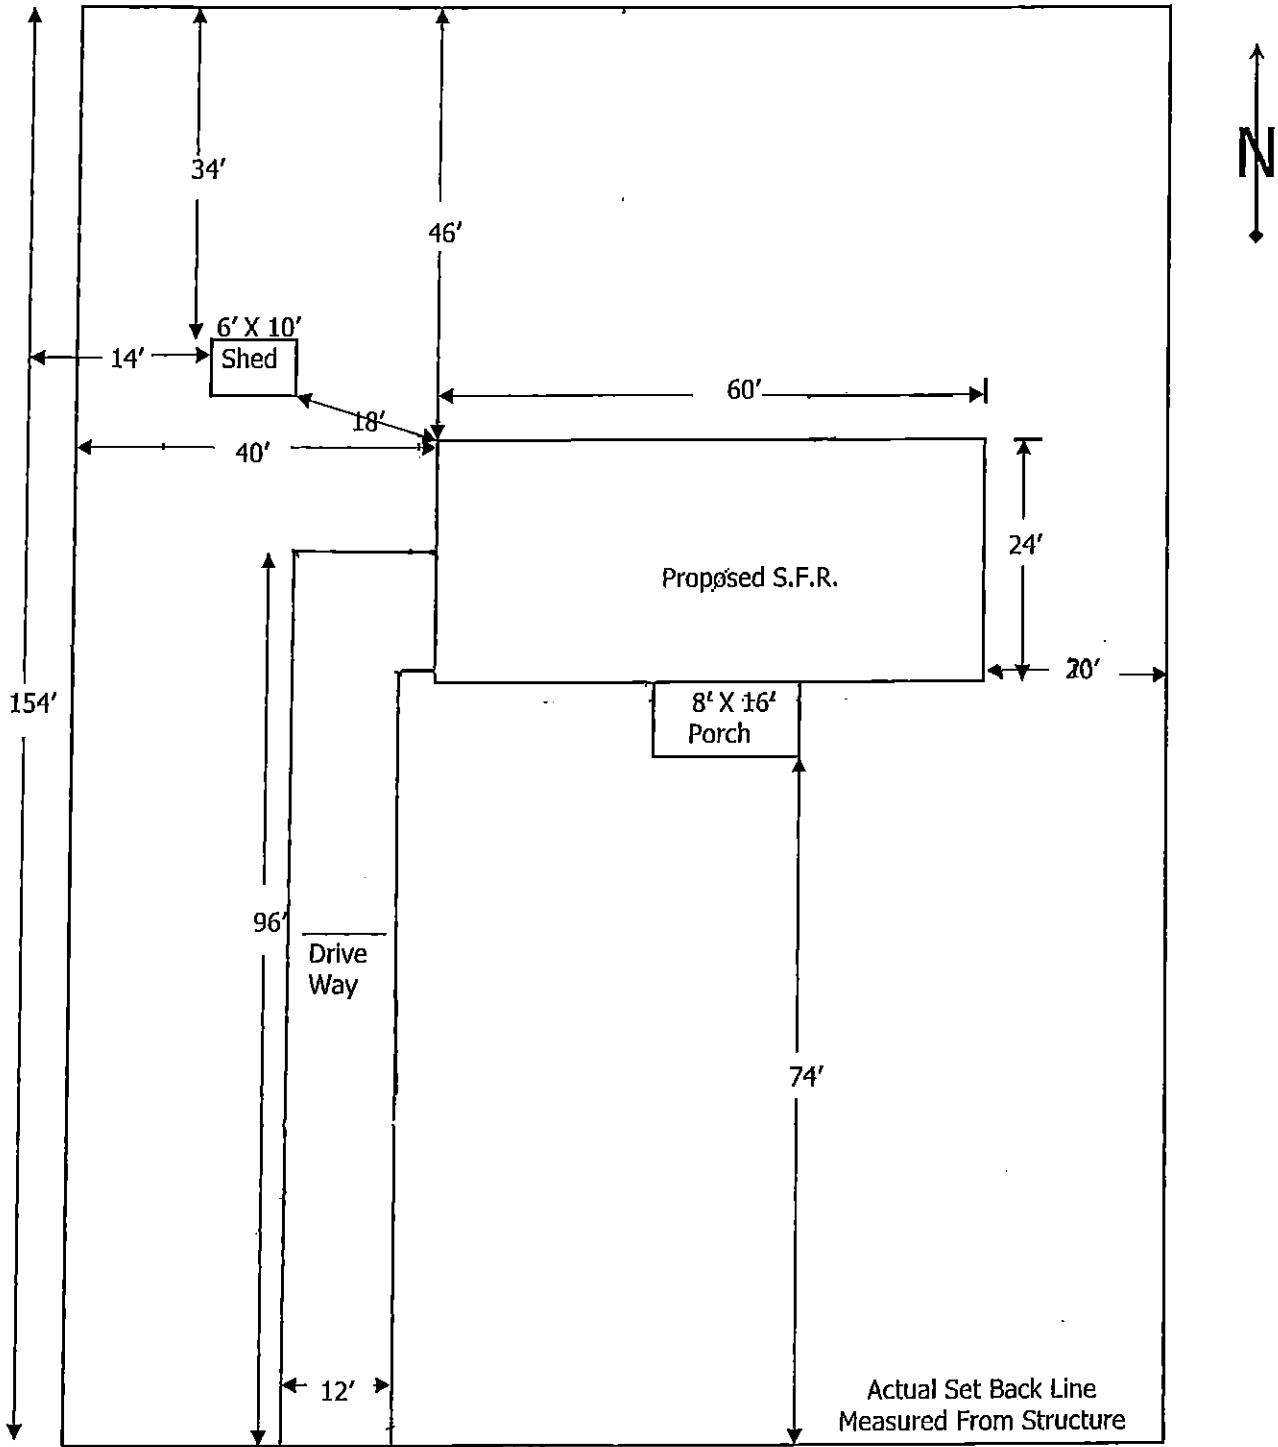 N
34'
46'
6' X 10'
Shed
14'
18'
60'
40'
24'
Proposed S.F.R.
20'
154'
8' X 16'
Porch
96'
Drive
Way
74'
12'
Actual Set Back Line
Measured From Structure